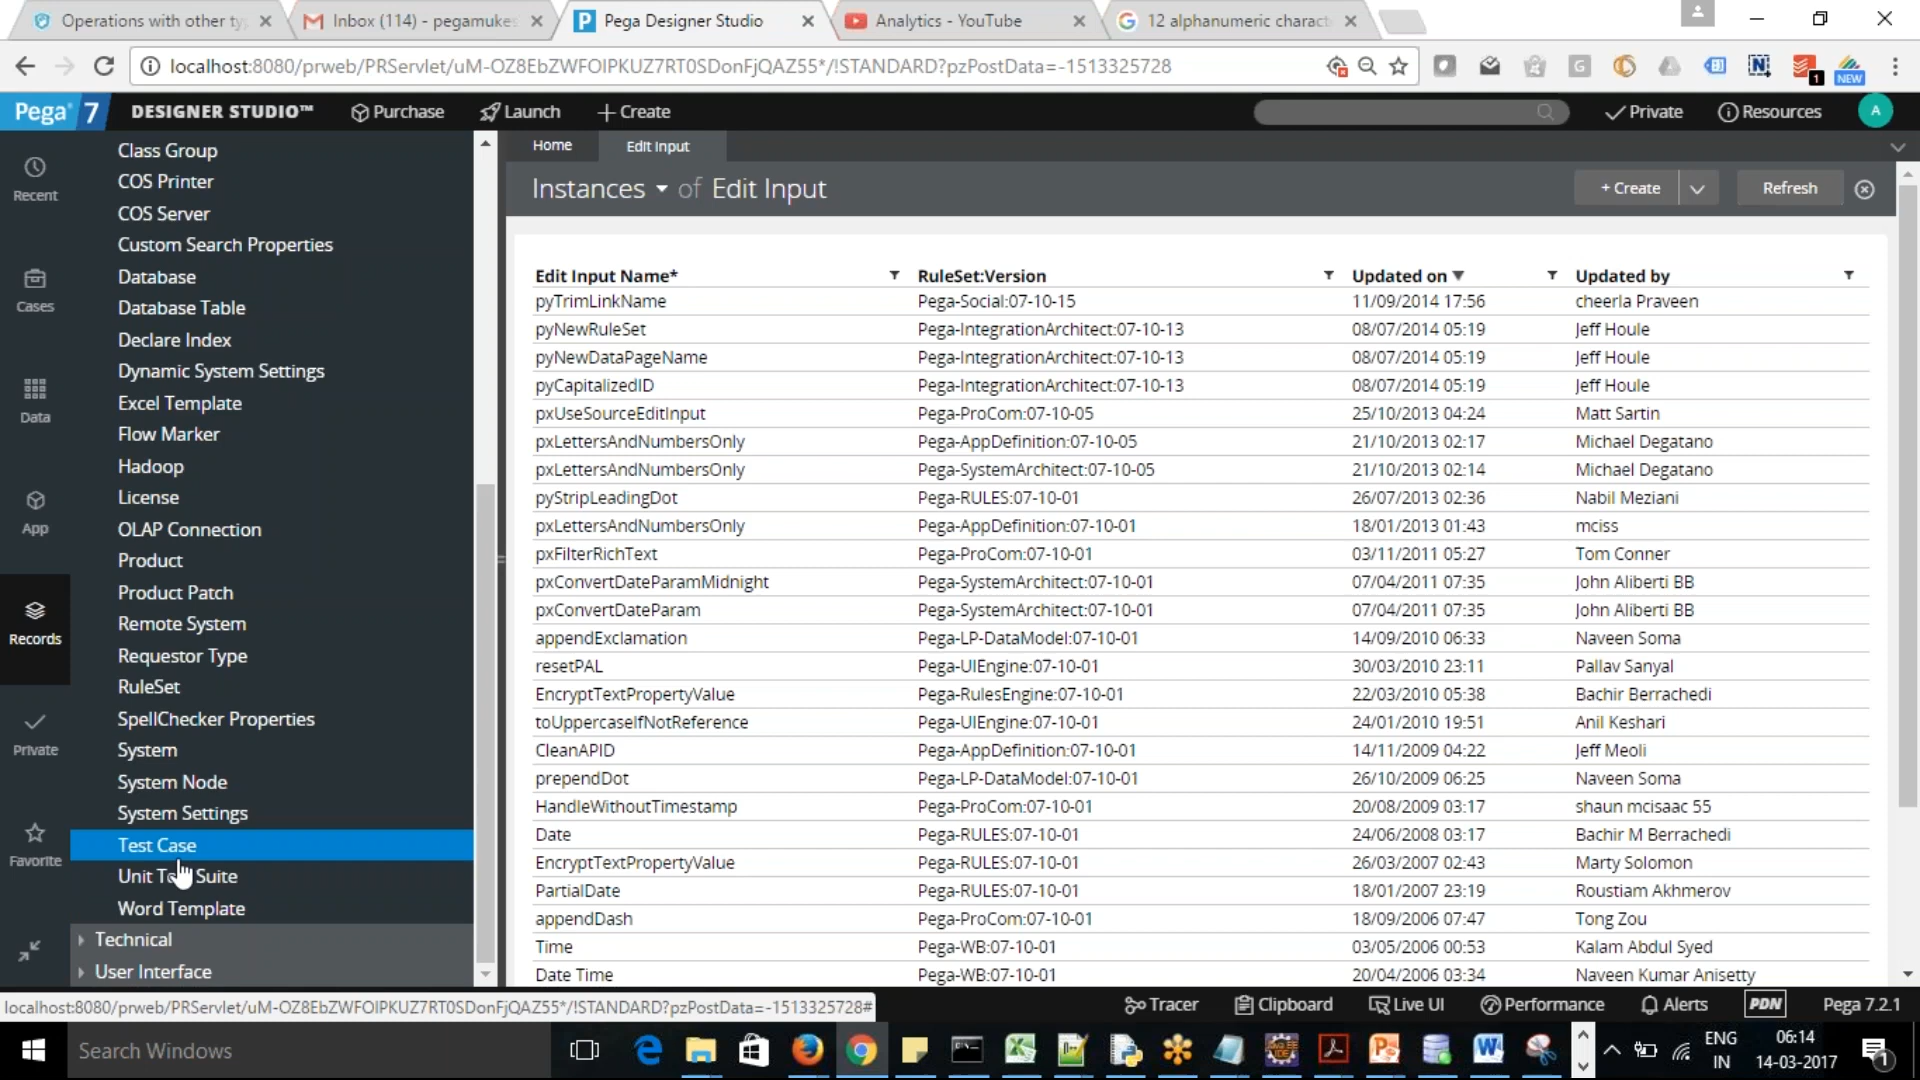 Operations with other ty
Inbox (114) - pegamukes
Pega Designer Studio
Analytics - YouTube
12 alphanumeric charact
localhost:8080/prweb/PRServlet/uM-OZ8EbZWFOIPKUZ7RT0SDonFjQAZ55*/!STANDARD?pzPostData=-1513325728
1
NEW
Pega 7
DESIGNER STUDIO™
Purchase
Launch
Create
Private
Resources
A
Recent
Cases
Data
App
Records
Private
Favorite
Class Group
COS Printer
COS Server
Custom Search Properties
Database
Database Table
Declare Index
Dynamic System Settings
Excel Template
Flow Marker
Hadoop
License
OLAP Connection
Product
Product Patch
Remote System
Requestor Type
RuleSet
SpellChecker Properties
System
System Node
System Settings
Test Case
Unit Suite
Word Template
Technical
User Interface
Home Edit Input
Instances of Edit Input
+ Create Refresh
Edit Input Name* RuleSet:Version Updated on Updated by
pyTrimLinkName Pega-Social:07-10-15 11/09/2014 17:56 cheerla Praveen
pyNewRuleSet Pega-IntegrationArchitect:07-10-13 08/07/2014 05:19 Jeff Houle
pyNewDataPageName Pega-IntegrationArchitect:07-10-13 08/07/2014 05:19 Jeff Houle
pyCapitalizedID Pega-IntegrationArchitect:07-10-13 08/07/2014 05:19 Jeff Houle
pxUseSourceEditInput Pega-ProCom:07-10-05 25/10/2013 04:24 Matt Sartin
pxLettersAndNumbersOnly Pega-AppDefinition:07-10-05 21/10/2013 02:17 Michael Degatano
pxLettersAndNumbersOnly Pega-SystemArchitect:07-10-05 21/10/2013 02:14 Michael Degatano
pyStripLeadingDot Pega-RULES:07-10-01 26/07/2013 02:36 Nabil Meziani
pxLettersAndNumbersOnly Pega-AppDefinition:07-10-01 18/01/2013 01:43 mciss
pxFilterRichText Pega-ProCom:07-10-01 03/11/2011 05:27 Tom Conner
pxConvertDateParamMidnight Pega-SystemArchitect:07-10-01 07/04/2011 07:35 John Aliberti BB
pxConvertDateParam Pega-SystemArchitect:07-10-01 07/04/2011 07:35 John Aliberti BB
appendExclamation Pega-LP-DataModel:07-10-01 14/09/2010 06:33 Naveen Soma
resetPAL Pega-UIEngine:07-10-01 30/03/2010 23:11 Pallav Sanyal
EncryptTextPropertyValue Pega-RulesEngine:07-10-01 22/03/2010 05:38 Bachir Berrachedi
toUppercaseIfNotReference Pega-UIEngine:07-10-01 24/01/2010 19:51 Anil Keshari
CleanAPID Pega-AppDefinition:07-10-01 14/11/2009 04:22 Jeff Meoli
prependDot Pega-LP-DataModel:07-10-01 26/10/2009 06:25 Naveen Soma
HandleWithoutTimestamp Pega-ProCom:07-10-01 20/08/2009 03:17 shaun mcisaac 55
Date Pega-RULES:07-10-01 24/06/2008 03:17 Bachir M Berrachedi
EncryptTextPropertyValue Pega-RULES:07-10-01 26/03/2007 02:43 Marty Solomon
PartialDate Pega-RULES:07-10-01 18/01/2007 23:19 Roustiam Akhmerov
appendDash Pega-ProCom:07-10-01 18/09/2006 07:47 Tong Zou
Time Pega-WB:07-10-01 03/05/2006 00:53 Kalam Abdul Syed
Date Time Pega-WB:07-10-01 20/04/2006 03:34 Naveen Kumar Anisetty
localhost:8080/prweb/PRServlet/uM-OZ8EbZWFOIPKUZ7RT0SDonFjQAZ55*/!STANDARD?pzPostData=-1513325728#
Tracer Clipboard Live UI Performance Alerts PDN Pega 7.2.1
Search Windows
ENG
IN
06:14
14-03-2017
1